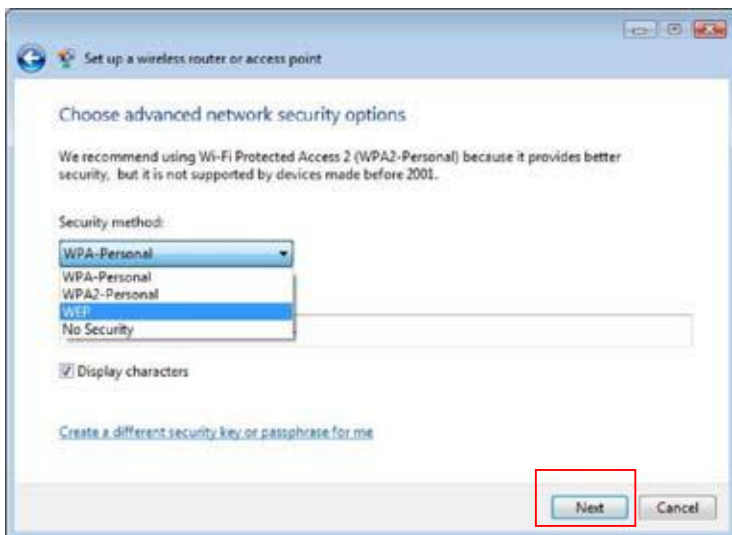 Set up a wireless router or access point
Choose advanced network security options
We recommend using Wi-Fi Protected Access 2 (WPA2-Personal) because it provides better
security, but it is not supported by devices made before 2001.
Security method:
WPA-Personal
WPA-Personal
WPA2-Personal
WEP
No Security
Display characters
Create a different security key or passphrase for me
Next
Cancel